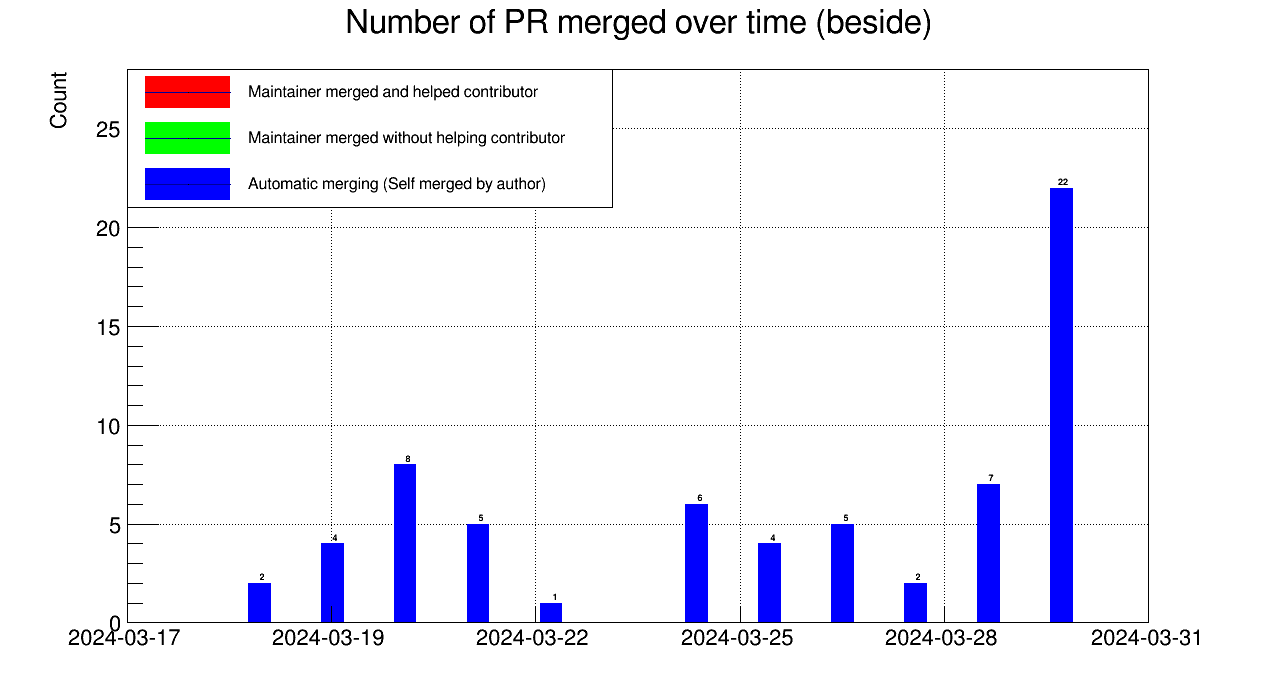 Number of PR merged over time (beside)
Count
Maintainer merged and helped contributor
Maintainer merged without helping contributor
Automatic merging (Self merged by author)
25
20
15
10
5
0
22
8
7
6
5
5
4
4
2
2
1
2024-03-17 2024-03-19 2024-03-22 2024-03-25 2024-03-28 2024-03-31